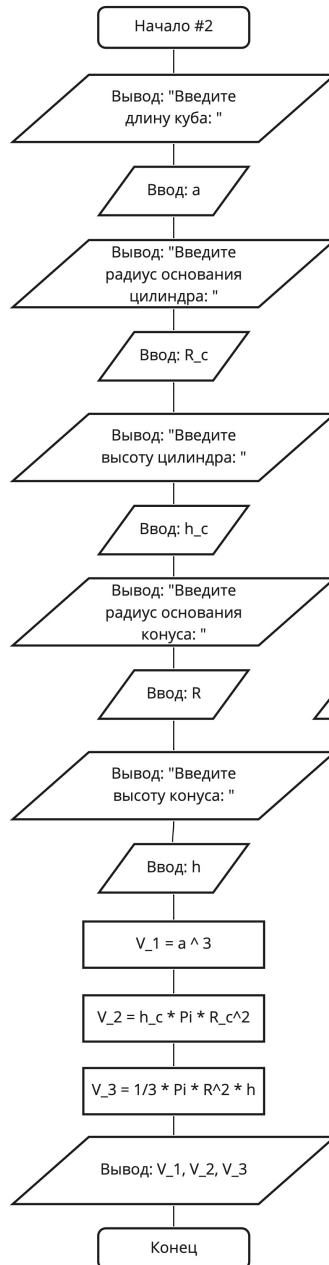 Начало #2
Вывод: "Введите
длину куба: "
Ввод: a
Вывод: "Введите
радиус основания
цилиндра: "
Ввод: R_c
Вывод: "Введите
высоту цилиндра: "
Ввод: h_c
Вывод: "Введите
радиус основания
конуса: "
Ввод: R
Вывод: "Введите
высоту конуса: "
Ввод: h
V_1 = a ^ 3
V_2 = h_c * Pi * R_c^2
V_3 = 1/3 * Pi * R^2 * h
Вывод: V_1, V_2, V_3
Конец